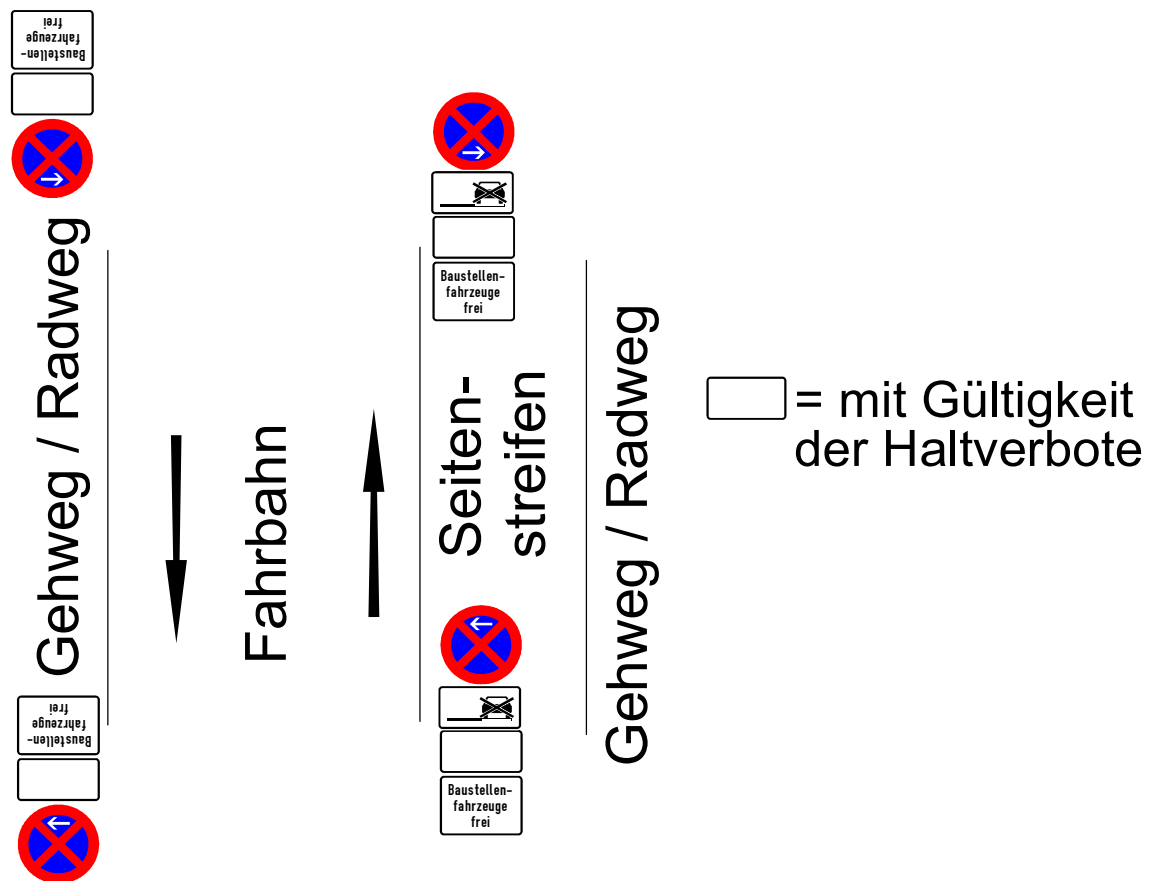 Baustellen-
fahrzeuge
frei
Gehweg / Radweg
Baustellen-
fahrzeuge
frei
Fahrbahn
Baustellen-
fahrzeuge
frei
Seiten-
streifen
Baustellen-
fahrzeuge
frei
Gehweg / Radweg
= mit Gültigkeit
der Haltverbote